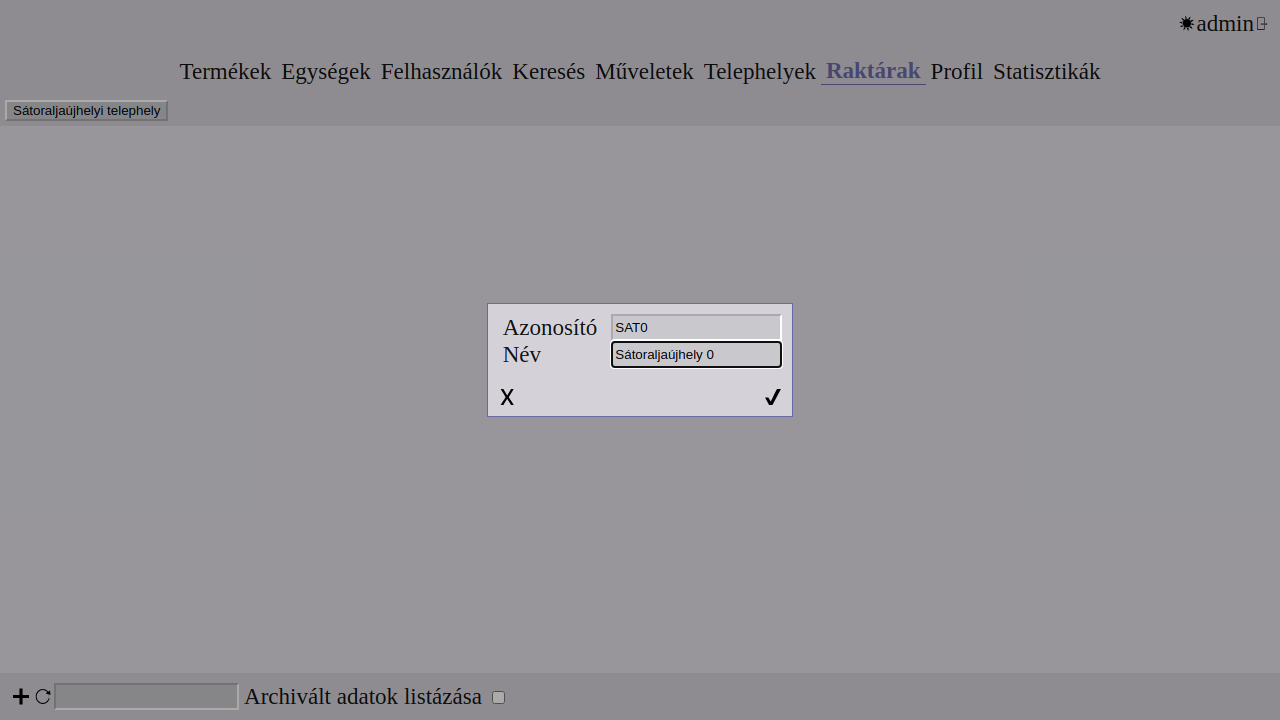 admin
Termékek Egységek Felhasználók Keresés Műveletek Telephelyek Raktárak Profil Statisztikák
Sátoraljaújhelyi telephely
Azonosító SAT0
Név Sátoraljaújhely 0
X
Archivált adatok listázása